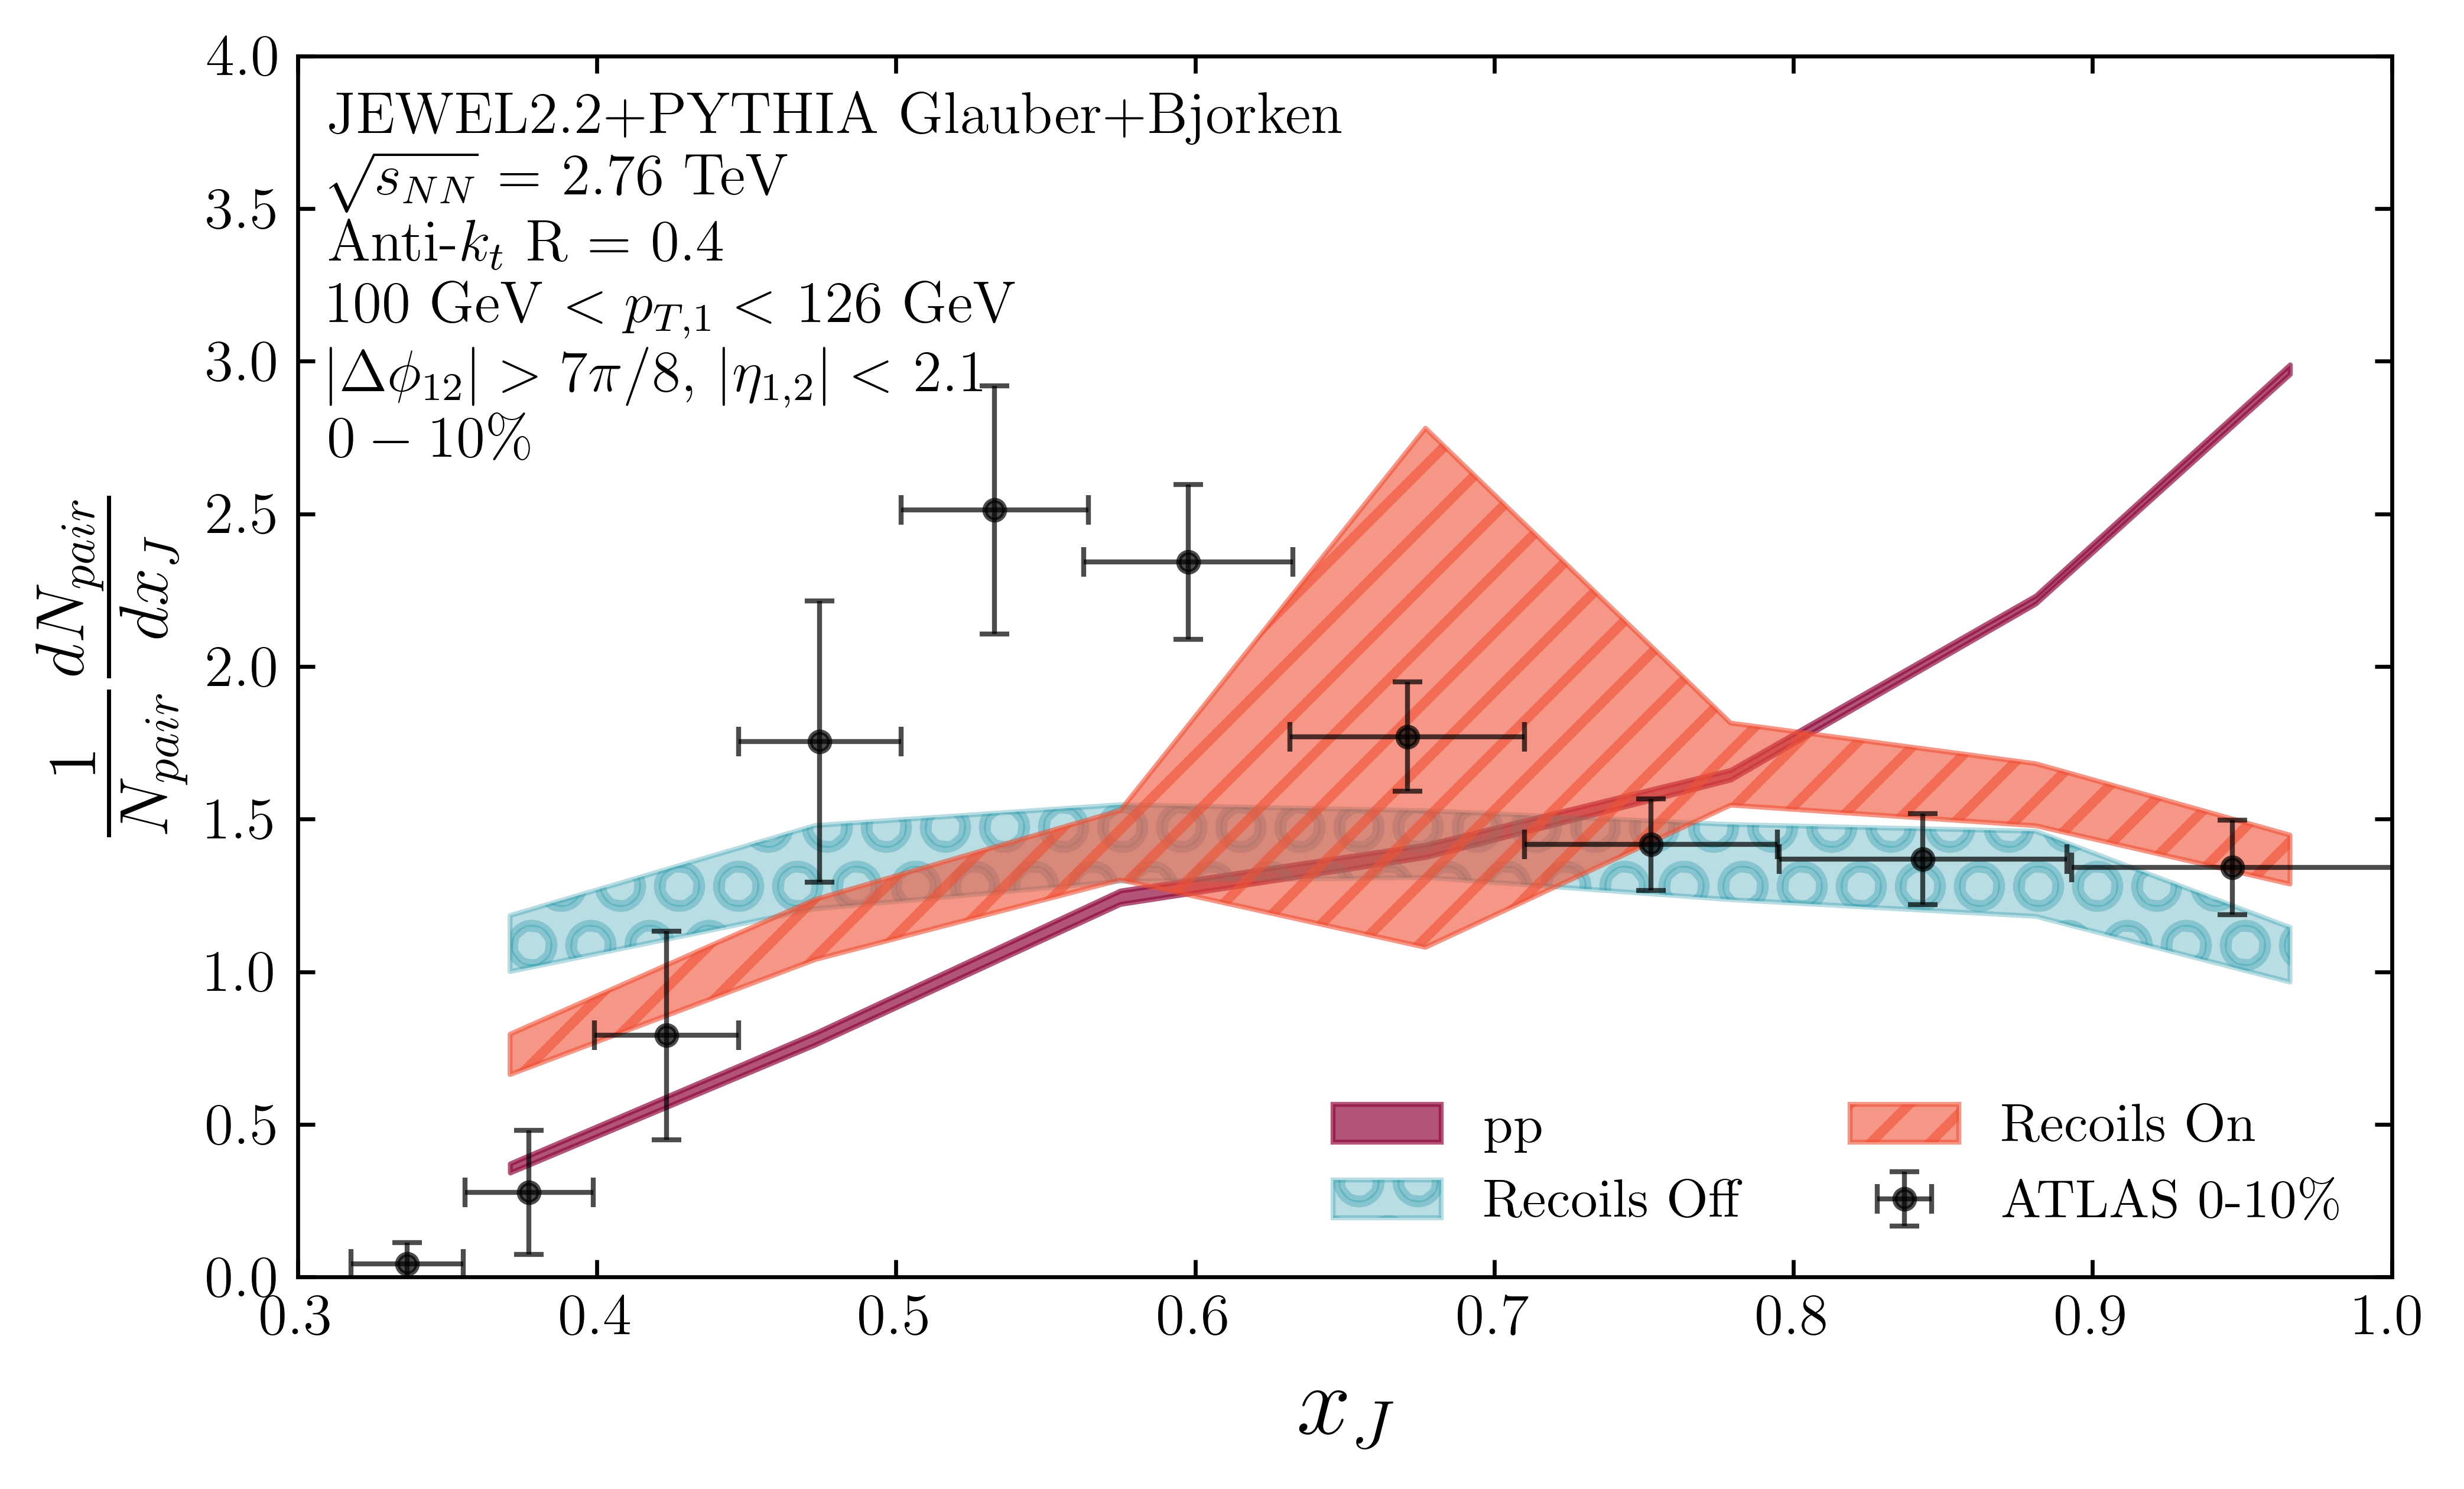 4.0
3.5
3.0
2.5
2.0
1.5
1.0
0.5
0.0
JEWEL2.2+PYTHIA Glauber+Bjorken
√s_NN = 2.76 TeV
Anti-k_t R = 0.4
100 GeV < p_T,1 < 126 GeV
|Δϕ_12| > 7π/8, |η_1,2| < 2.1
0 − 10%
1/N_pair dN_pair/dx_J
pp
Recoils Off
Recoils On
ATLAS 0-10%
0.3 0.4 0.5 0.6 0.7 0.8 0.9 1.0
x_J